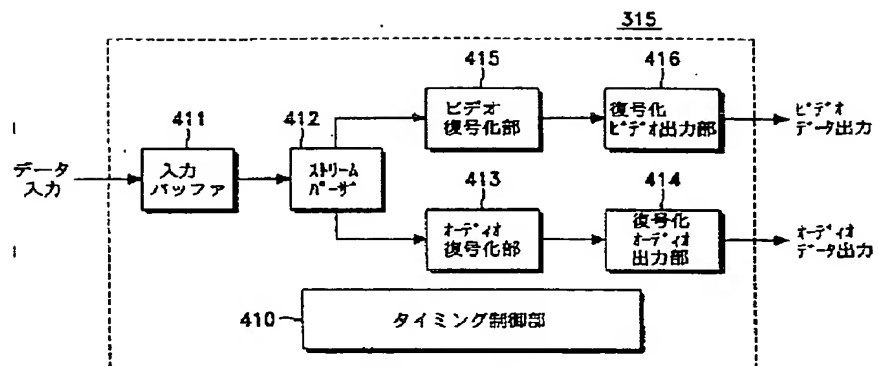 315
415
416
ビデオ
復号化部
復号化
ビデオ出力部
ビデオ
データ出力
411
412
データ
入力
入力
バッファ
ストリーム
パーザ
413
414
オーディオ
復号化部
復号化
オーディオ
出力部
オーディオ
データ出力
410
タイミング制御部